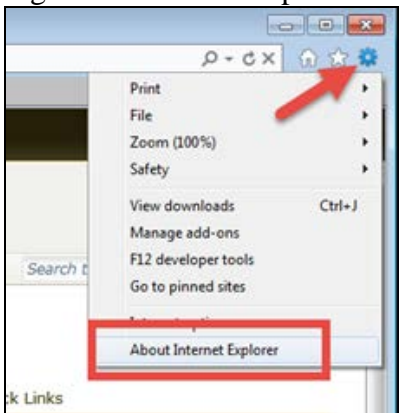 Print
File
Zoom (100%)
Safety
View downloads Ctrl+J
Manage add-ons
F12 developer tools
Search
Go to pinned sites
About Internet Explorer
Links